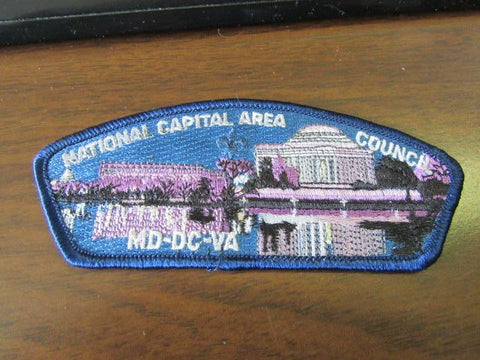 NATIONAL CAPITAL AREA COUNCIL
MD-DC-VA